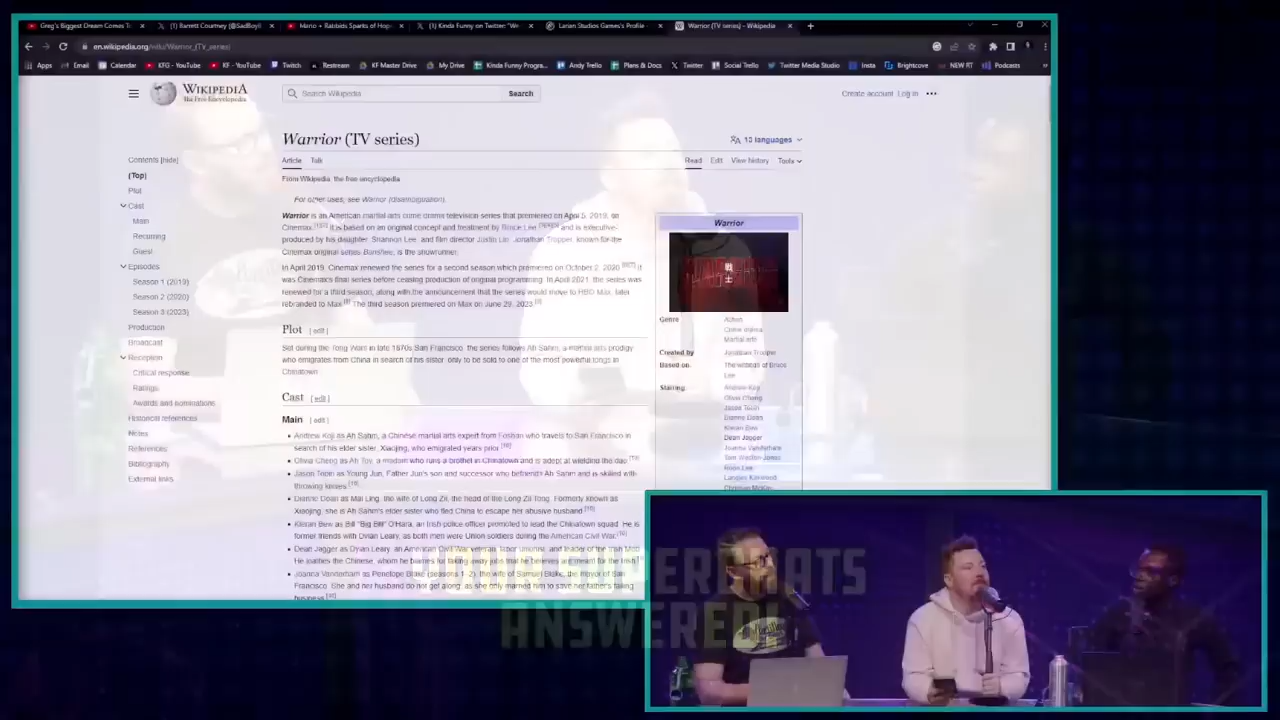 Greg's Biggest Dream Comes T
(1) Barrett Courtney (@SadBoyB
Mario + Rabbids Sparks of Hop
(1) Kinda Funny on Twitter: "We
Larian Studios Games's Profile
Warrior (TV series) - Wikipedia
en.wikipedia.org/wiki/Warrior_(TV_series)
Apps
Email
Calendar
KFG - YouTube
KF - YouTube
Twitch
Restream
KF Master Drive
My Drive
Kinda Funny Progra...
Andy Trello
Plans & Docs
Twitter
Social Trello
Twitter Media Studio
Insta
Brightcove
NEW RT
Podcasts
WIKIPEDIA
The Free Encyclopedia
Search Wikipedia
Search
Create account Log in
Warrior (TV series)
10 languages
Article Talk
Read Edit View history Tools
From Wikipedia, the free encyclopedia
For other uses, see Warrior (disambiguation).
Contents [hide]
(Top)
Plot
Cast
Main
Recurring
Guest
Episodes
Season 1 (2019)
Season 2 (2020)
Season 3 (2023)
Production
Broadcast
Reception
Critical response
Ratings
Awards and nominations
Historical references
Notes
References
Bibliography
External links
Warrior is an American martial arts crime drama television series that premiered on April 5, 2019, on
Cinemax. It is based on an original concept and treatment by Bruce Lee and is executive-
produced by his daughter, Shannon Lee, and film director Justin Lin. Jonathan Tropper, known for the
Cinemax original series Banshee, is the showrunner.
In April 2019, Cinemax renewed the series for a second season which premiered on October 2, 2020. It
was Cinemax's final series before ceasing production of original programming. In April 2021, the series was
renewed for a third season, along with the announcement that the series would move to HBO Max, later
rebranded to Max. The third season premiered on Max on June 29, 2023.
Plot [edit]
Set during the Tong Wars in late 1870s San Francisco, the series follows Ah Sahm, a martial arts prodigy
who emigrates from China in search of his sister, only to be sold to one of the most powerful tongs in
Chinatown.
Cast [edit]
Main [edit]
Andrew Koji as Ah Sahm, a Chinese martial arts expert from Foshan who travels to San Francisco in
search of his elder sister, Xiaojing, who emigrated years prior.
Olivia Cheng as Ah Toy, a madam who runs a brothel in Chinatown and is adept at wielding the dao.
Jason Tobin as Young Jun, Father Jun's son and successor who befriends Ah Sahm and is skilled with
throwing knives.
Dianne Doan as Mai Ling, the wife of Long Zii, the head of the Long Zii Tong. Formerly known as
Xiaojing, she is Ah Sahm's elder sister who fled China to escape her abusive husband.
Kieran Bew as Bill "Big Bill" O'Hara, an Irish police officer promoted to lead the Chinatown squad. He is
former friends with Dylan Leary, as both men were Union soldiers during the American Civil War.
Dean Jagger as Dylan Leary, an American Civil War veteran, labor unionist, and leader of the Irish Mob.
He loathes the Chinese, whom he blames for taking away jobs that he believes are meant for the Irish.
Joanna Vanderham as Penelope Blake (seasons 1–2), the wife of Samuel Blake, the mayor of San
Francisco. She and her husband do not get along, as she only married him to save her father's failing
business.
Warrior
戦
士
Genre
Action
Crime drama
Martial arts
Created by
Jonathan Tropper
Based on
The writings of Bruce
Lee
Starring
Andrew Koji
Olivia Cheng
Jason Tobin
Dianne Doan
Kieran Bew
Dean Jagger
Joanna Vanderham
Tom Weston-Jones
Hoon Lee
Langley Kirkwood
ANSWERED!